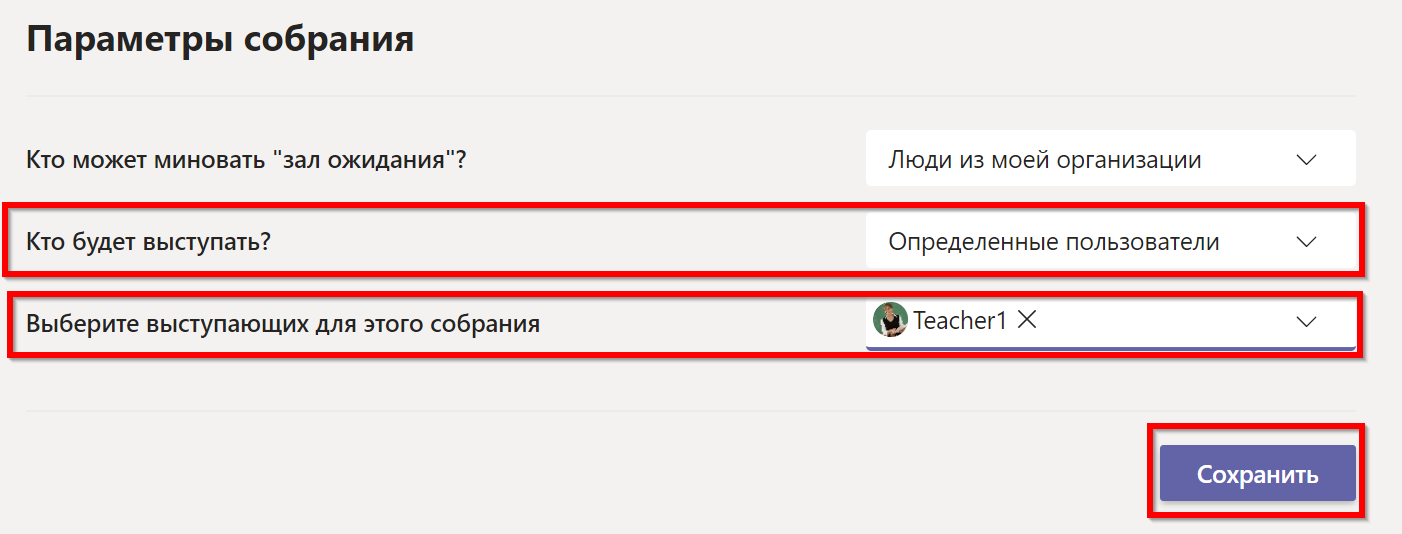 Параметры собрания
Кто может миновать "зал ожидания"?
Люди из моей организации
Кто будет выступать?
Определенные пользователи
Выберите выступающих для этого собрания
Teacher1
Сохранить